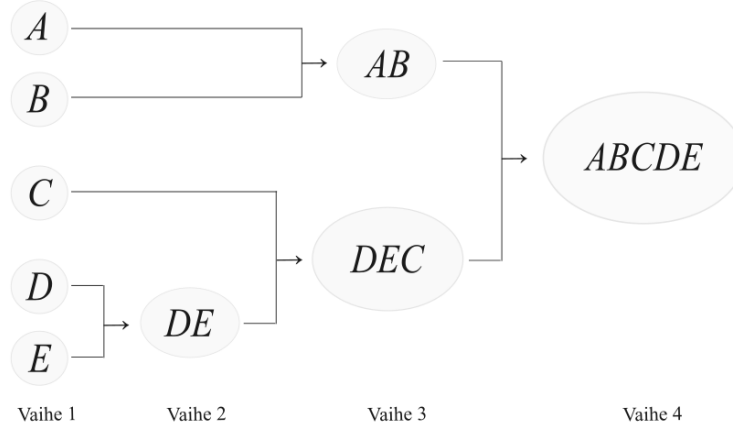 A
B
C
D
E
DE
AB
DEC
ABCDE
Vaihe 1
Vaihe 2
Vaihe 3
Vaihe 4